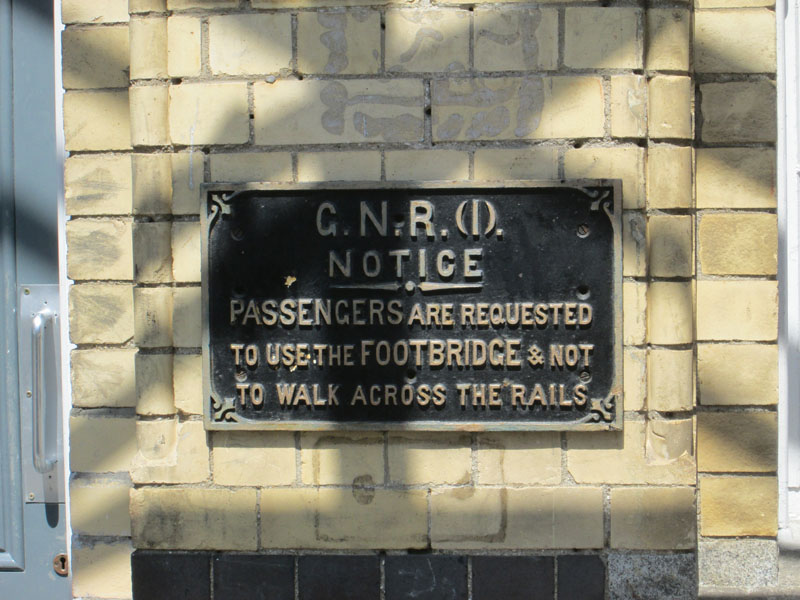 G.N.R.(I).
NOTICE
PASSENGERS ARE REQUESTED
TO USE THE FOOTBRIDGE & NOT
TO WALK ACROSS THE RAILS